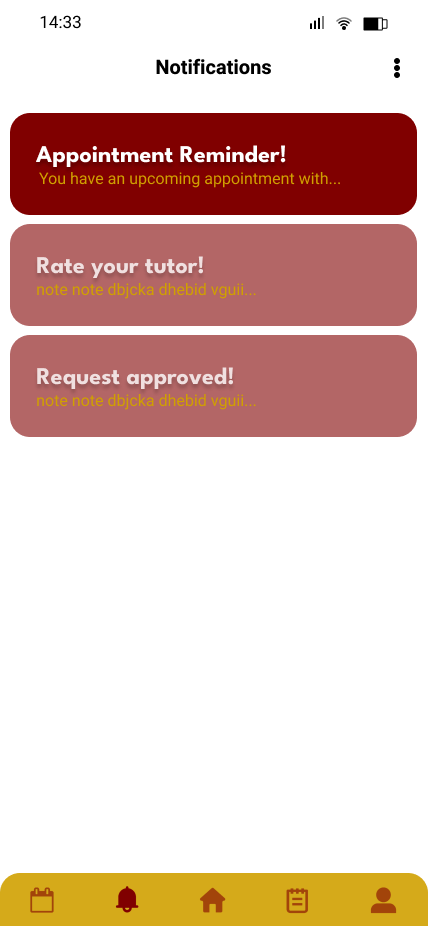 14:33
Notifications
Appointment Reminder!
You have an upcoming appointment with...
Rate your tutor!
note note dbjcka dhebid vguii...
Request approved!
note note dbjcka dhebid vguii...